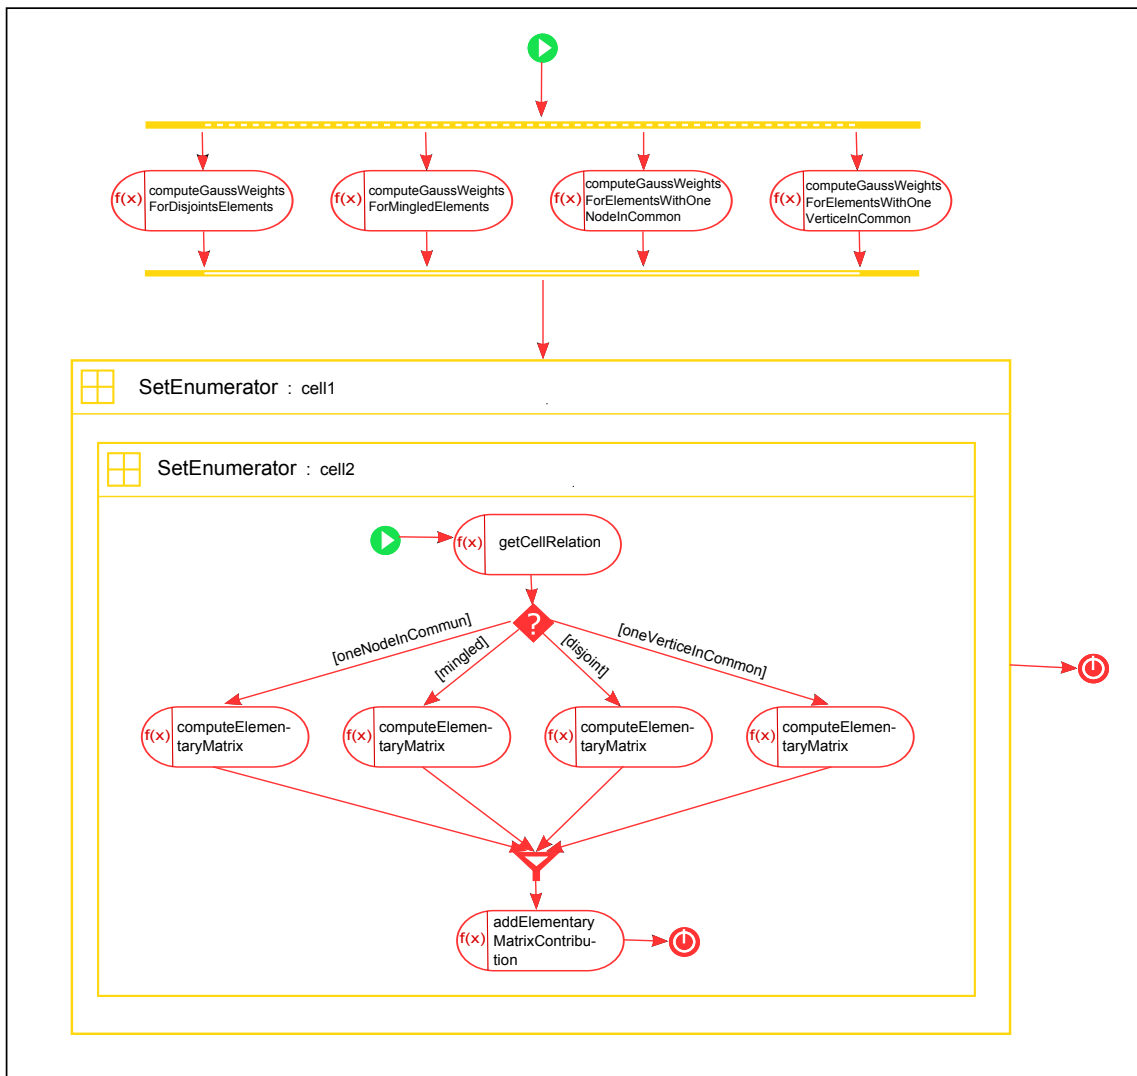 f(x)
computeGaussWeights
ForDisjointsElements
f(x)
computeGaussWeights
ForMingledElements
f(x)
computeGaussWeights
ForElementsWithOne
NodeInCommon
f(x)
computeGaussWeights
ForElementsWithOne
VerticeInCommon
SetEnumerator : cell1
SetEnumerator : cell2
f(x)
getCellRelation
?
[oneNodeInCommun]
[mingled]
[disjoint]
[oneVerticeInCommon]
f(x)
computeElemen-
taryMatrix
f(x)
computeElemen-
taryMatrix
f(x)
computeElemen-
taryMatrix
f(x)
computeElemen-
taryMatrix
f(x)
addElementary
MatrixContribu-
tion